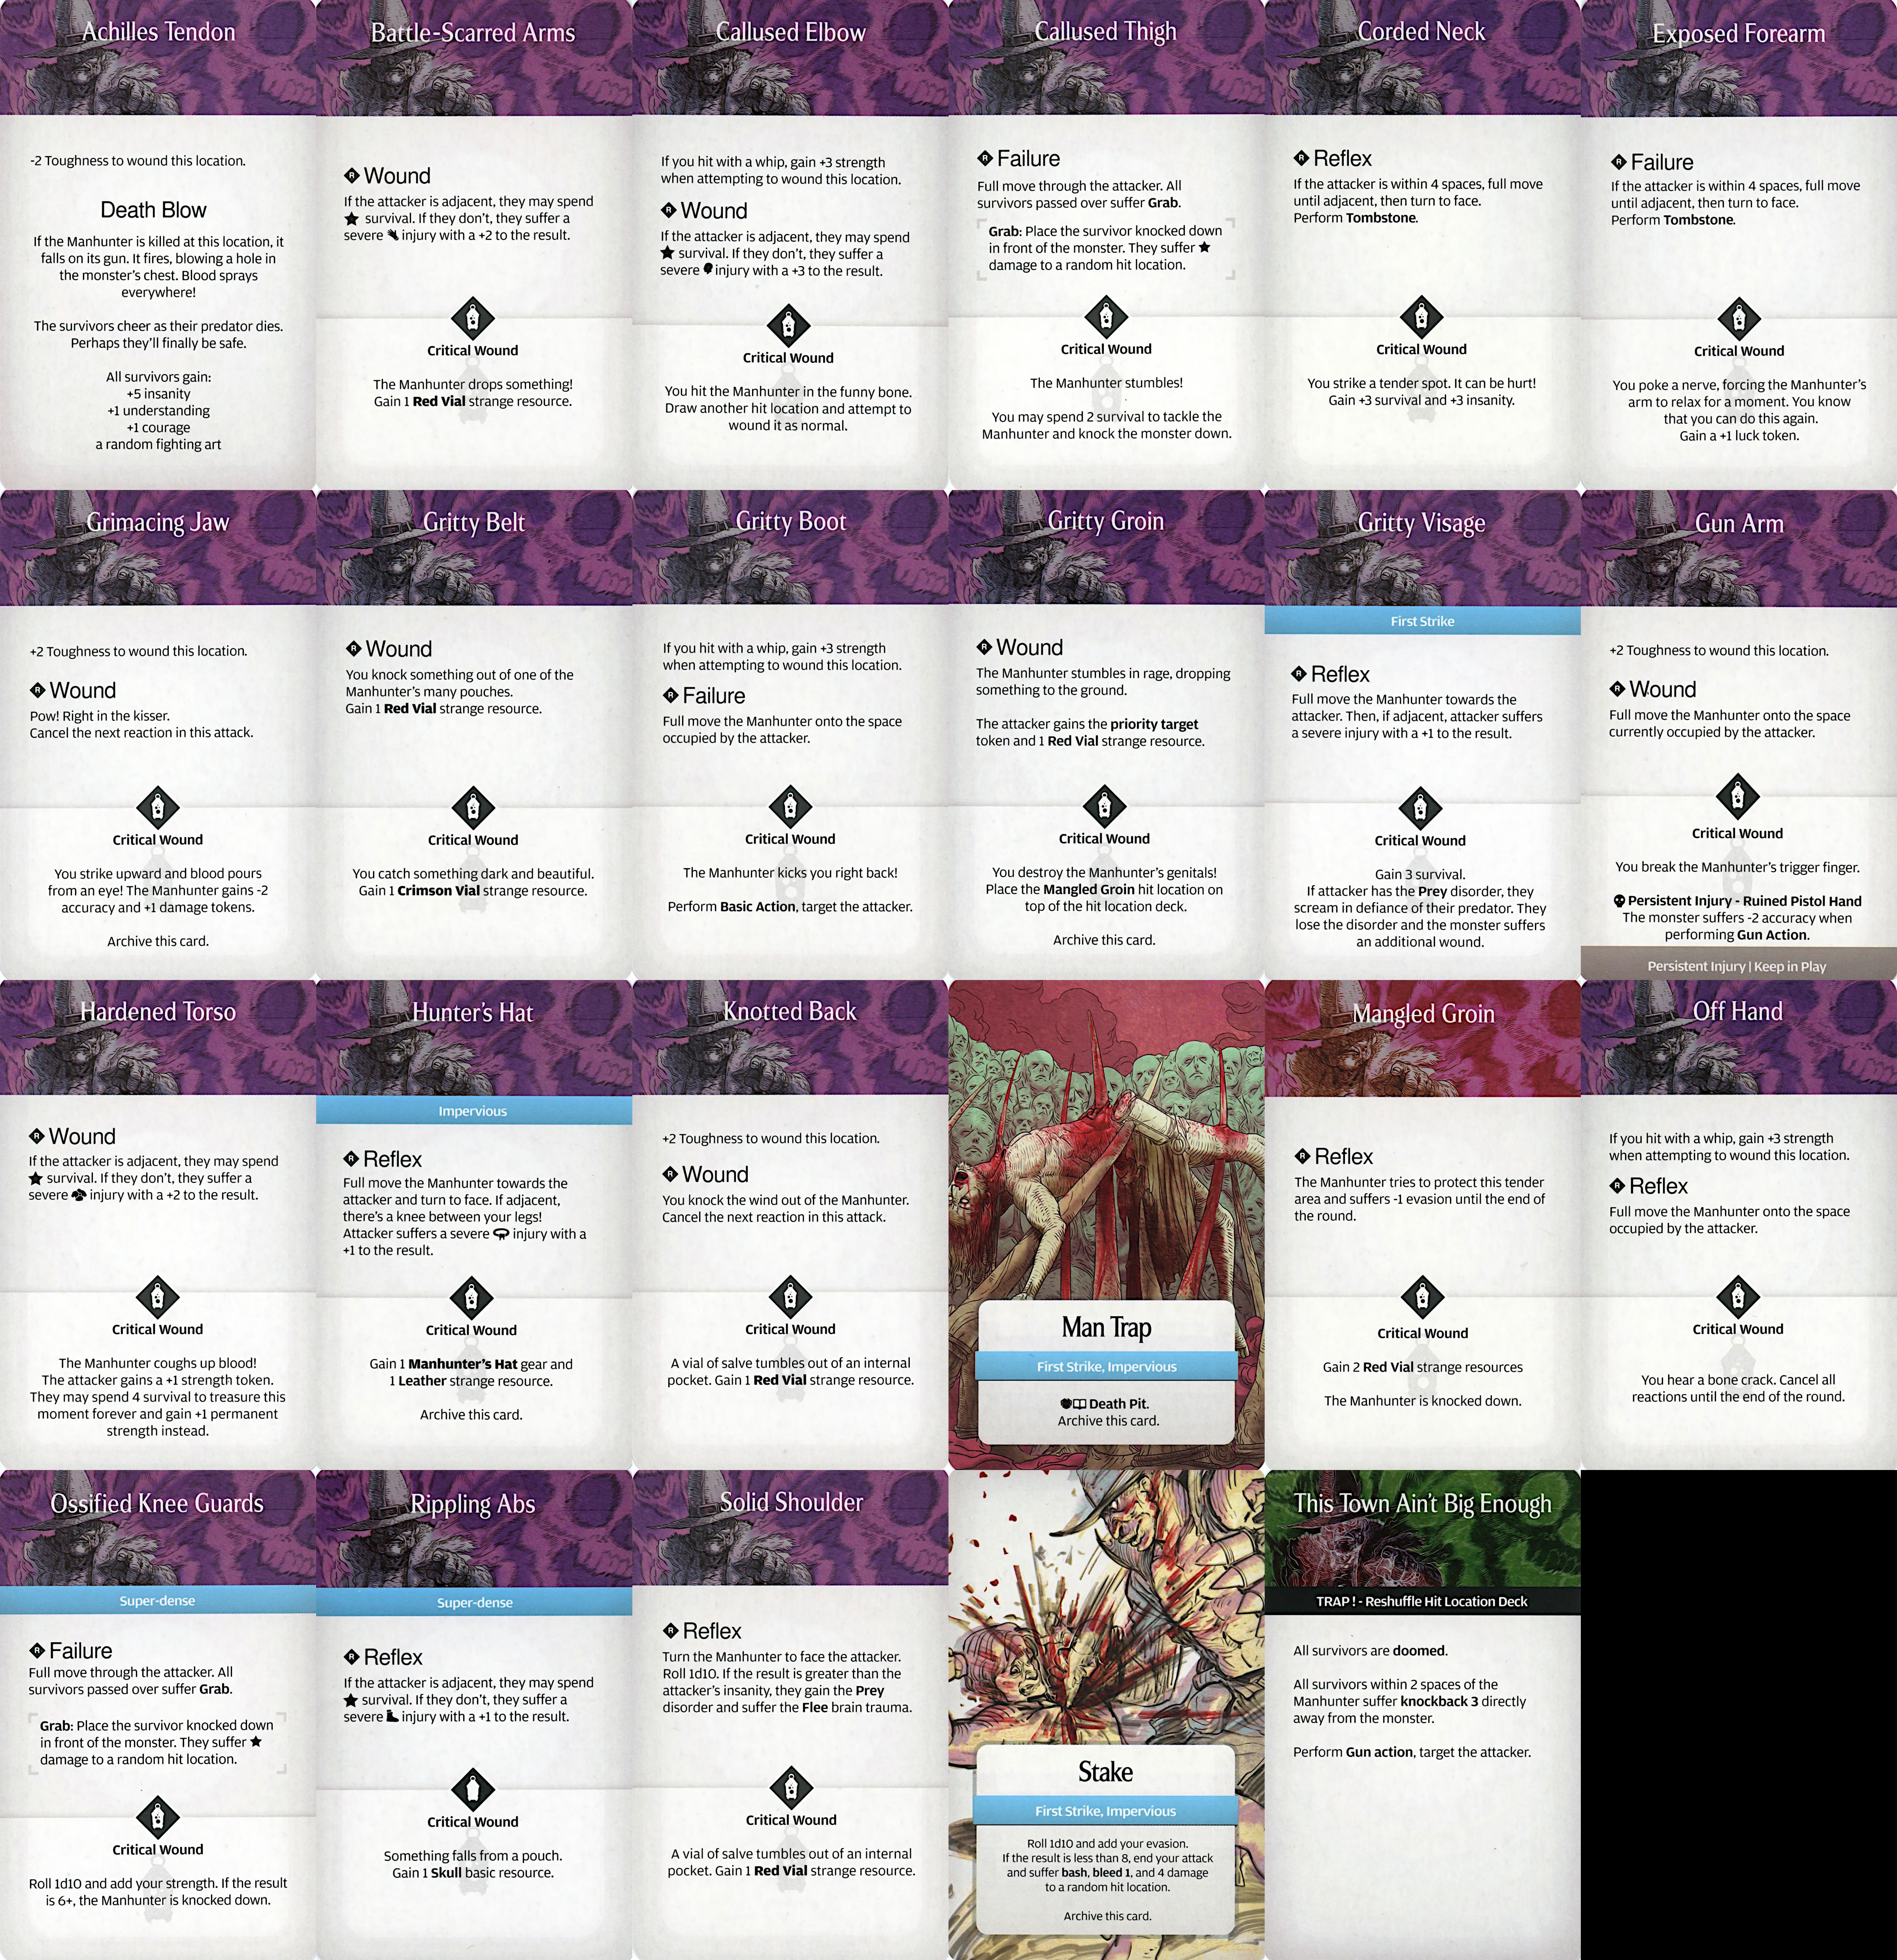 Achilles Tendon
-2 Toughness to wound this location.
Death Blow
If the Manhunter is killed at this location, it
falls on its gun. It fires, blowing a hole in
the monster's chest. Blood sprays
everywhere!
The survivors cheer as their predator dies.
Perhaps they'll finally be safe.
All survivors gain:
+5 insanity
+1 understanding
+1 courage
a random fighting art
Battle-Scarred Arms
R Wound
If the attacker is adjacent, they may spend
★ survival. If they don't, they suffer a
severe injury with a +2 to the result.
Critical Wound
The Manhunter drops something!
Gain 1 Red Vial strange resource.
Callused Elbow
If you hit with a whip, gain +3 strength
when attempting to wound this location.
R Wound
If the attacker is adjacent, they may spend
★ survival. If they don't, they suffer a
severe injury with a +3 to the result.
Critical Wound
You hit the Manhunter in the funny bone.
Draw another hit location and attempt to
wound it as normal.
Callused Thigh
R Failure
Full move through the attacker. All
survivors passed over suffer Grab.
Grab: Place the survivor knocked down
in front of the monster. They suffer ★
damage to a random hit location.
Critical Wound
The Manhunter stumbles!
You may spend 2 survival to tackle the
Manhunter and knock the monster down.
Corded Neck
R Reflex
If the attacker is within 4 spaces, full move
until adjacent, then turn to face.
Perform Tombstone.
Critical Wound
You strike a tender spot. It can be hurt!
Gain +3 survival and +3 insanity.
Exposed Forearm
R Failure
If the attacker is within 4 spaces, full move
until adjacent, then turn to face.
Perform Tombstone.
Critical Wound
You poke a nerve, forcing the Manhunter's
arm to relax for a moment. You know
that you can do this again.
Gain a +1 luck token.
Grimacing Jaw
+2 Toughness to wound this location.
R Wound
Pow! Right in the kisser.
Cancel the next reaction in this attack.
Critical Wound
You strike upward and blood pours
from an eye! The Manhunter gains -2
accuracy and +1 damage tokens.
Archive this card.
Gritty Belt
R Wound
You knock something out of one of the
Manhunter's many pouches.
Gain 1 Red Vial strange resource.
Critical Wound
You catch something dark and beautiful.
Gain 1 Crimson Vial strange resource.
Gritty Boot
If you hit with a whip, gain +3 strength
when attempting to wound this location.
R Failure
Full move the Manhunter onto the space
occupied by the attacker.
Critical Wound
The Manhunter kicks you right back!
Perform Basic Action, target the attacker.
Gritty Groin
R Wound
The Manhunter stumbles in rage, dropping
something to the ground.
The attacker gains the priority target
token and 1 Red Vial strange resource.
Critical Wound
You destroy the Manhunter's genitals!
Place the Mangled Groin hit location on
top of the hit location deck.
Archive this card.
Gritty Visage
First Strike
R Reflex
Full move the Manhunter towards the
attacker. Then, if adjacent, attacker suffers
a severe injury with a +1 to the result.
Critical Wound
Gain 3 survival.
If attacker has the Prey disorder, they
scream in defiance of their predator. They
lose the disorder and the monster suffers
an additional wound.
Gun Arm
+2 Toughness to wound this location.
R Wound
Full move the Manhunter onto the space
currently occupied by the attacker.
Critical Wound
You break the Manhunter's trigger finger.
Persistent Injury - Ruined Pistol Hand
The monster suffers -2 accuracy when
performing Gun Action.
Persistent Injury | Keep in Play
Hardened Torso
R Wound
If the attacker is adjacent, they may spend
★ survival. If they don't, they suffer a
severe injury with a +2 to the result.
Critical Wound
The Manhunter coughs up blood!
The attacker gains a +1 strength token.
They may spend 4 survival to treasure this
moment forever and gain +1 permanent
strength instead.
Hunter's Hat
Impervious
R Reflex
Full move the Manhunter towards the
attacker and turn to face. If adjacent,
there's a knee between your legs!
Attacker suffers a severe injury with a
+1 to the result.
Critical Wound
Gain 1 Manhunter's Hat gear and
1 Leather strange resource.
Archive this card.
Knotted Back
+2 Toughness to wound this location.
R Wound
You knock the wind out of the Manhunter.
Cancel the next reaction in this attack.
Critical Wound
A vial of salve tumbles out of an internal
pocket. Gain 1 Red Vial strange resource.
Man Trap
First Strike, Impervious
Death Pit.
Archive this card.
Mangled Groin
R Reflex
The Manhunter tries to protect this tender
area and suffers -1 evasion until the end of
the round.
Critical Wound
Gain 2 Red Vial strange resources
The Manhunter is knocked down.
Off Hand
If you hit with a whip, gain +3 strength
when attempting to wound this location.
R Reflex
Full move the Manhunter onto the space
occupied by the attacker.
Critical Wound
You hear a bone crack. Cancel all
reactions until the end of the round.
Ossified Knee Guards
Super-dense
R Failure
Full move through the attacker. All
survivors passed over suffer Grab.
Grab: Place the survivor knocked down
in front of the monster. They suffer ★
damage to a random hit location.
Critical Wound
Roll 1d10 and add your strength. If the result
is 6+, the Manhunter is knocked down.
Rippling Abs
Super-dense
R Reflex
If the attacker is adjacent, they may spend
★ survival. If they don't, they suffer a
severe injury with a +1 to the result.
Critical Wound
Something falls from a pouch.
Gain 1 Skull basic resource.
Solid Shoulder
R Reflex
Turn the Manhunter to face the attacker.
Roll 1d10. If the result is greater than the
attacker's insanity, they gain the Prey
disorder and suffer the Flee brain trauma.
Critical Wound
A vial of salve tumbles out of an internal
pocket. Gain 1 Red Vial strange resource.
Stake
First Strike, Impervious
Roll 1d10 and add your evasion.
If the result is less than 8, end your attack
and suffer bash, bleed 1, and 4 damage
to a random hit location.
Archive this card.
This Town Ain't Big Enough
TRAP! - Reshuffle Hit Location Deck
All survivors are doomed.
All survivors within 2 spaces of the
Manhunter suffer knockback 3 directly
away from the monster.
Perform Gun action, target the attacker.